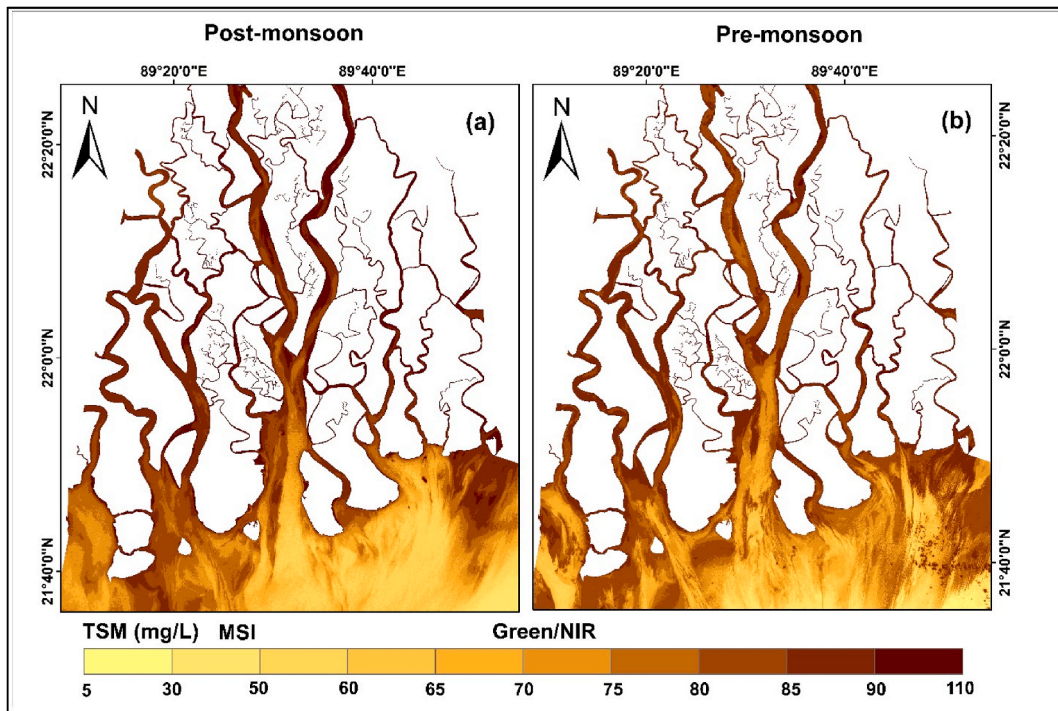 Post-monsoon
Pre-monsoon
89°20'0"E
89°40'0"E
89°20'0"E
89°40'0"E
N
(a)
N
(b)
22°20'0"N
22°0'0"N
21°40'0"N
22°20'0"N
22°0'0"N
21°40'0"N
TSM (mg/L) MSI Green/NIR
5 30 50 60 65 70 75 80 85 90 110